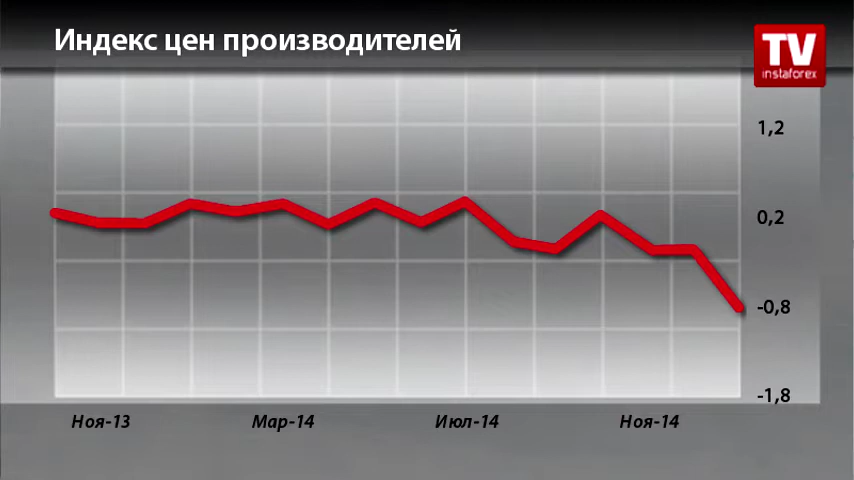 Индекс цен производителей
TV
instaforex
1,2
0,2
-0,8
-1,8
Ноя-13 Мар-14 Июл-14 Ноя-14